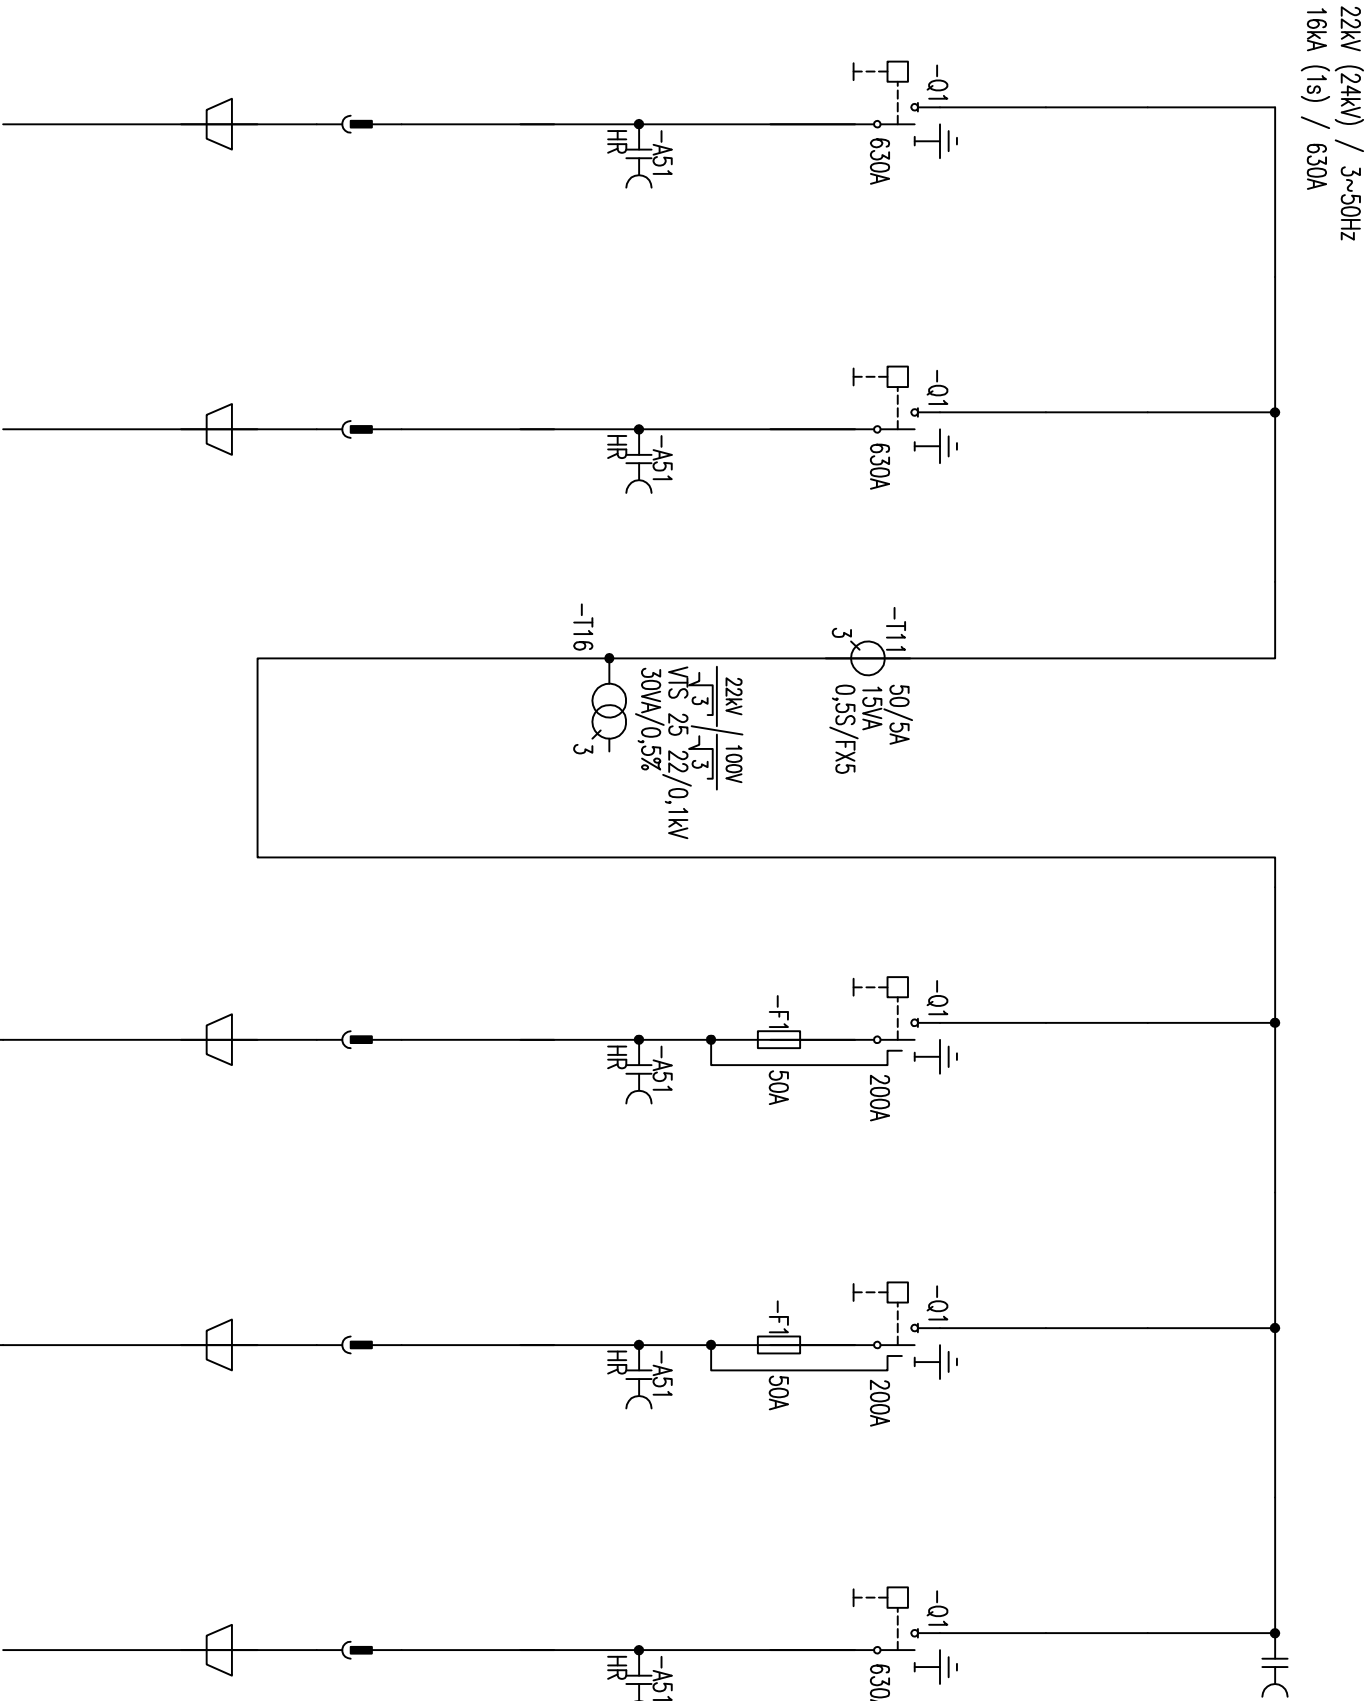 22kV (24kV) / 3~50Hz
16kA (1s) / 630A
-Q1
630A
-A51
HR
-Q1
630A
-A51
HR
-T11
3
50/5A
15VA
0,5S/FX5
-T16
3
22kV / 100V
√3 √3
VTS 25 22/0,1kV
30VA/0,5%
-Q1
200A
-F1
50A
-A51
HR
-Q1
200A
-F1
50A
-A51
HR
-Q1
630
-A51
HR